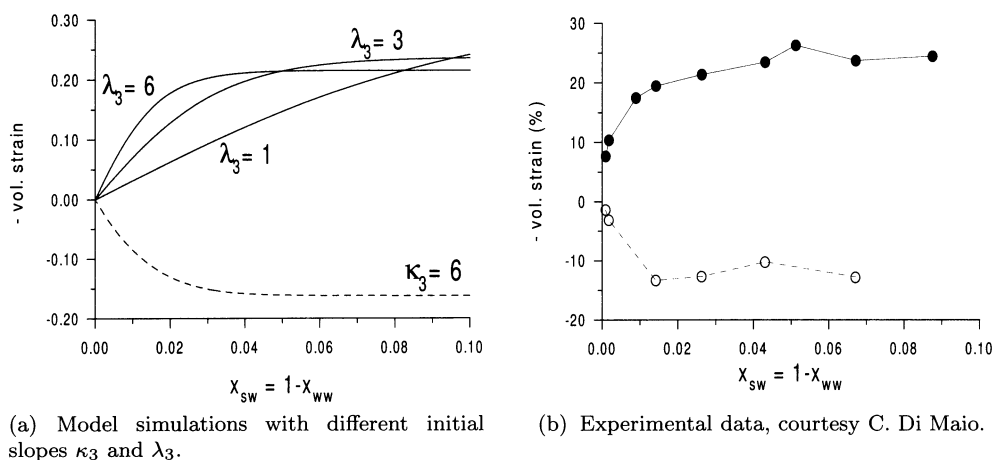 0.30
0.20
0.10
0.00
-0.10
-0.20
- vol. strain
λ3= 6
λ3= 3
λ3= 1
κ3= 6
0.00 0.02 0.04 0.06 0.08 0.10
xsw = 1-xww
(a) Model simulations with different initial
slopes κ3 and λ3.
30
20
10
0
-10
-20
- vol. strain (%)
0.00 0.02 0.04 0.06 0.08 0.10
xsw = 1-xww
(b) Experimental data, courtesy C. Di Maio.